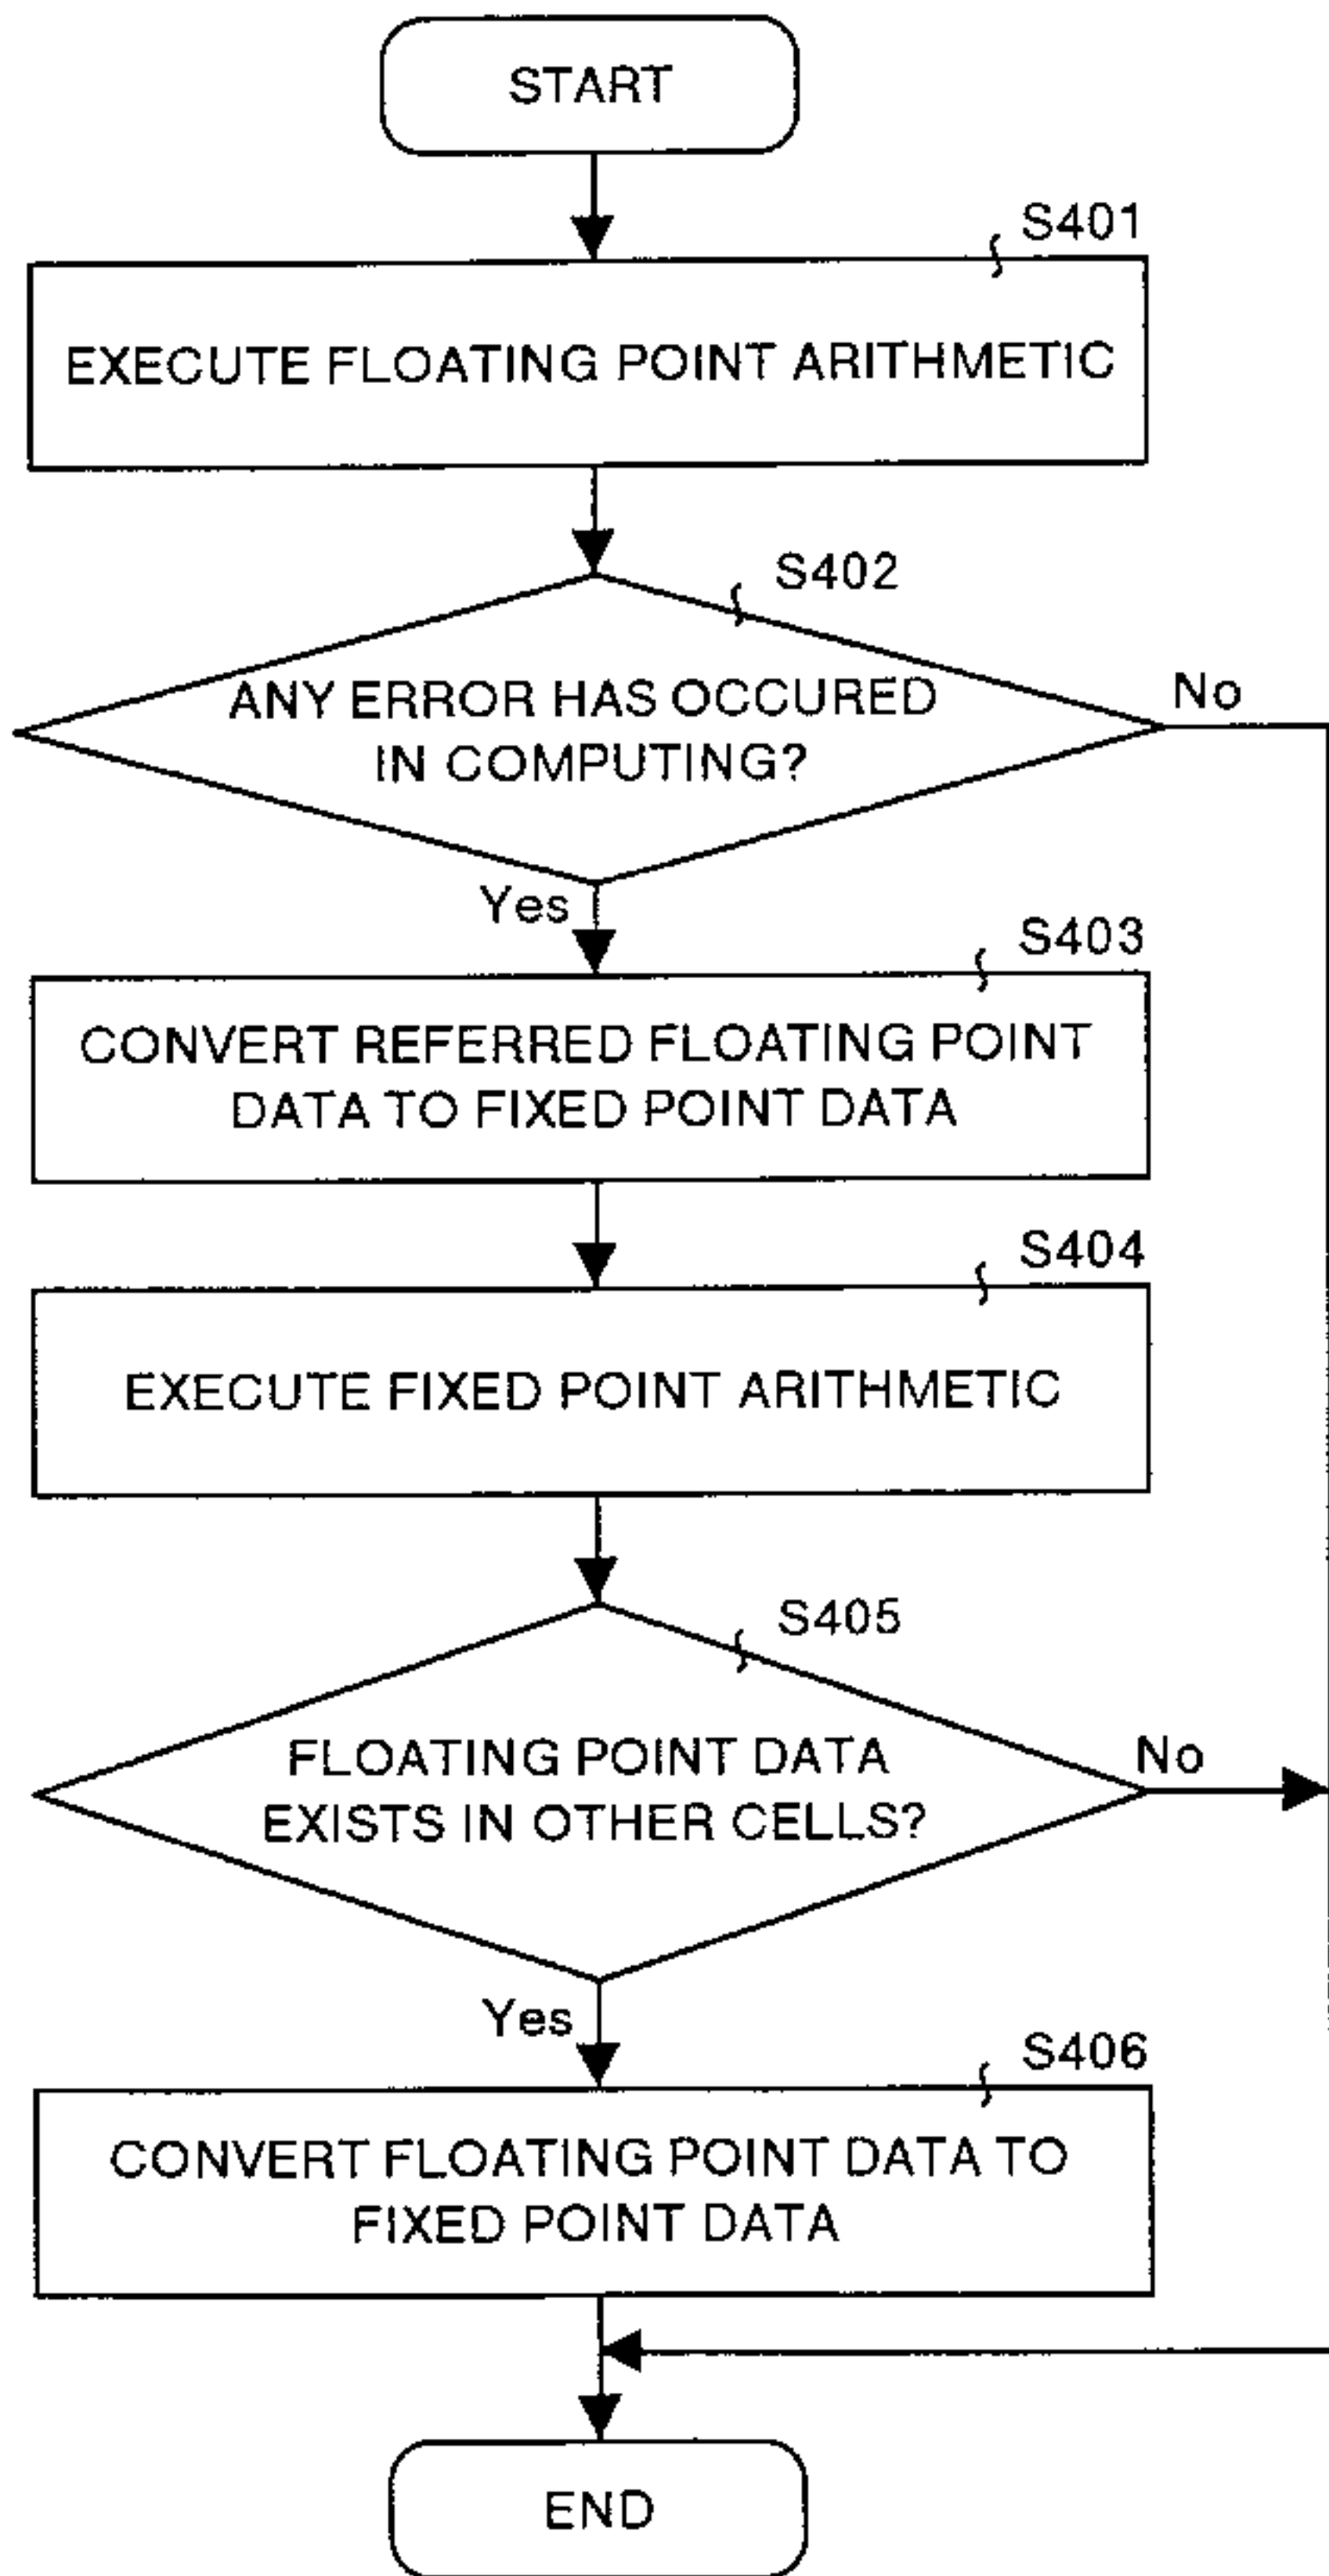 START
S401
EXECUTE FLOATING POINT ARITHMETIC
S402
ANY ERROR HAS OCCURED
IN COMPUTING?
No
Yes
S403
CONVERT REFERRED FLOATING POINT
DATA TO FIXED POINT DATA
S404
EXECUTE FIXED POINT ARITHMETIC
S405
FLOATING POINT DATA
EXISTS IN OTHER CELLS?
No
Yes
S406
CONVERT FLOATING POINT DATA TO
FIXED POINT DATA
END